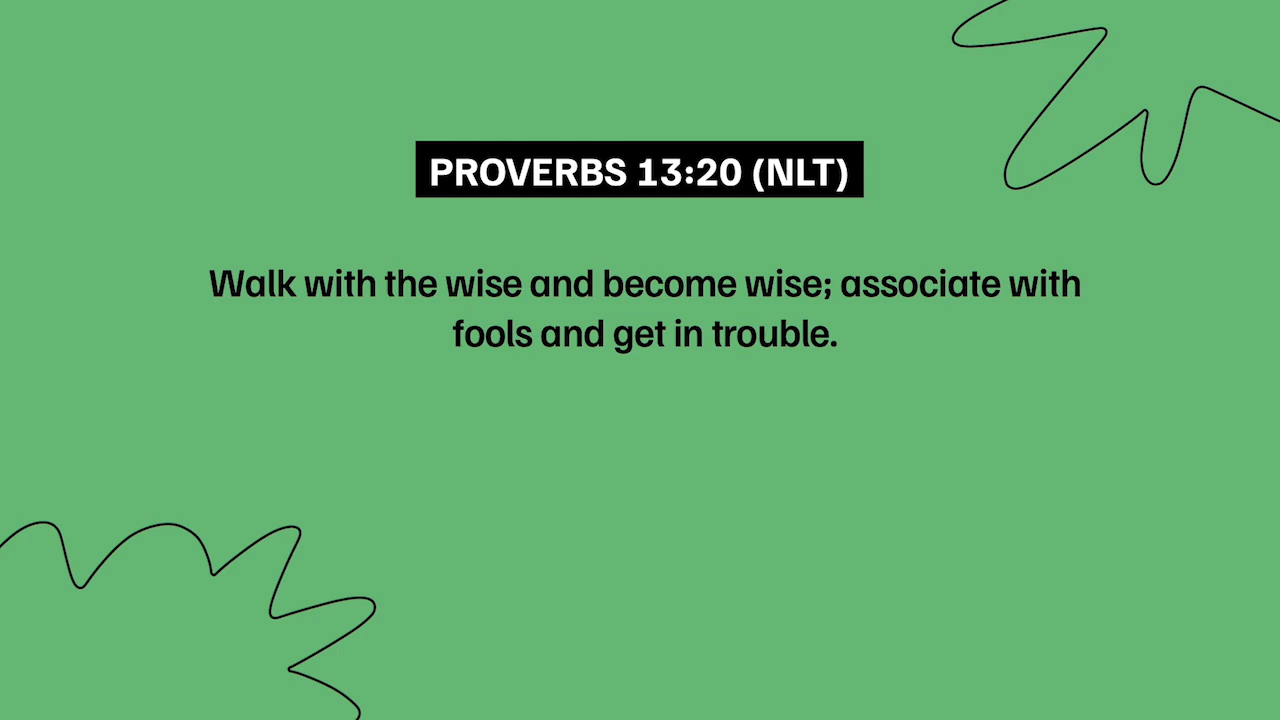 PROVERBS 13:20 (NLT)
Walk with the wise and become wise; associate with
fools and get in trouble.